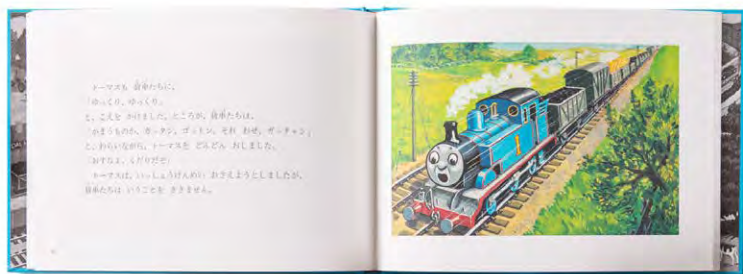 トーマスも 貨車たちに、
「ゆっくり、ゆっくり」
と、こえを かけました。ところが、貨車たちは、
「かまうものか、ガッタン、ゴットン、それ おせ、ガッチャン」
と、わらいながら、トーマスを どんどん おしました。
「おすなよ、くだりだぞ」
トーマスは、いっしょうけんめい おさえようとしましたが、
貨車たちは いうことを ききません。
1